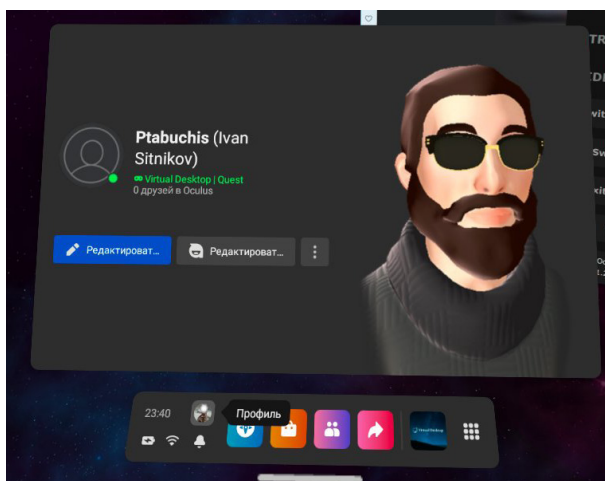 Ptabuchis (Ivan
Sitnikov)
Virtual Desktop | Quest
0 друзей в Oculus
Редактироват...
Редактироват...
23:40
Профиль